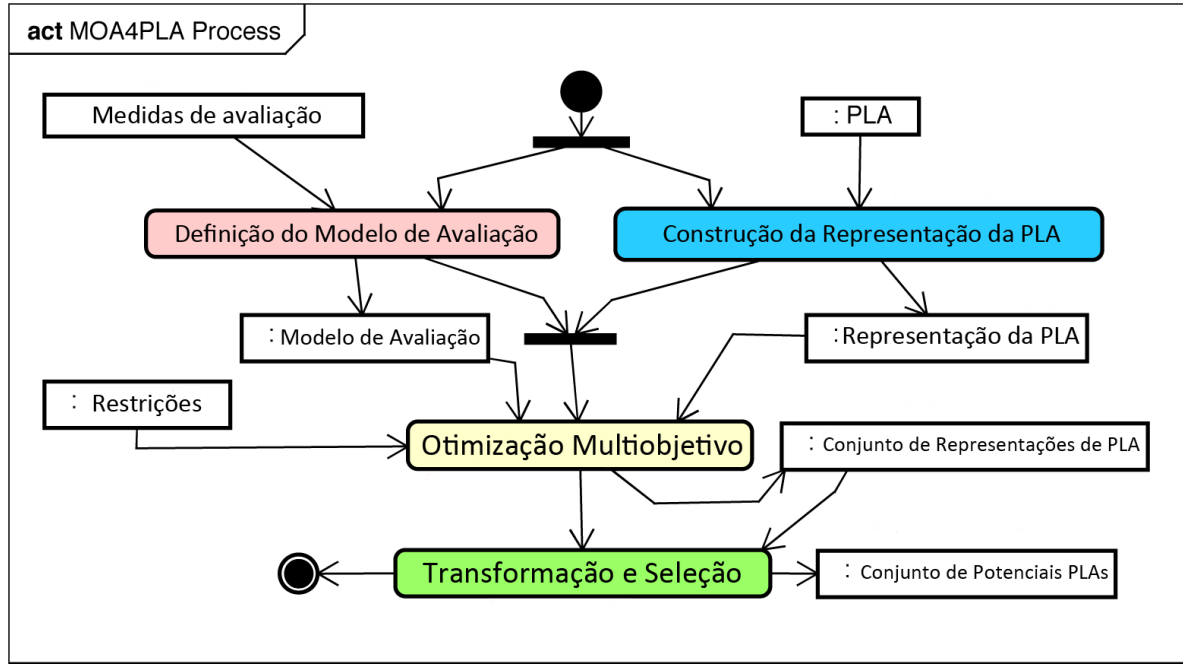 act MOA4PLA Process
Medidas de avaliação
: PLA
Definição do Modelo de Avaliação
Construção da Representação da PLA
: Modelo de Avaliação
: Representação da PLA
: Restrições
Otimização Multiobjetivo
: Conjunto de Representações de PLA
Transformação e Seleção
: Conjunto de Potenciais PLAs